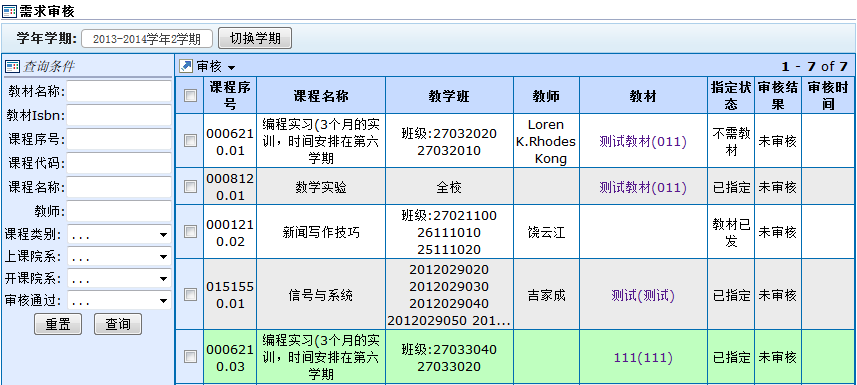 需求审核
学年学期: 2013-2014学年2学期 切换学期
查询条件
教材名称:
教材Isbn:
课程序号:
课程代码:
课程名称:
教师:
课程类别: ...
上课院系: ...
开课院系: ...
审核通过: ...
重置 查询
审核 1 - 7 of 7
课程序
号
课程名称
教学班
教师
教材
指定状
态
审核结
果
审核时
间
000621
0.01
编程实习(3个月的实
训，时间安排在第六
学期
班级:27032020
27032010
Loren
K.Rhodes
Kong
测试教材(011)
不需教
材
未审核
000812
0.01
数学实验
全校
测试教材(011)
已指定
未审核
000121
0.02
新闻写作技巧
班级:27021100
26111010
25111020
饶云江
教材已
发
未审核
015155
0.01
信号与系统
2012029020
2012029030
2012029040
2012029050 201...
吉家成
测试(测试)
已指定
未审核
000621
0.03
编程实习(3个月的实
训，时间安排在第六
学期
班级:27033040
27033020
111(111)
已指定
未审核